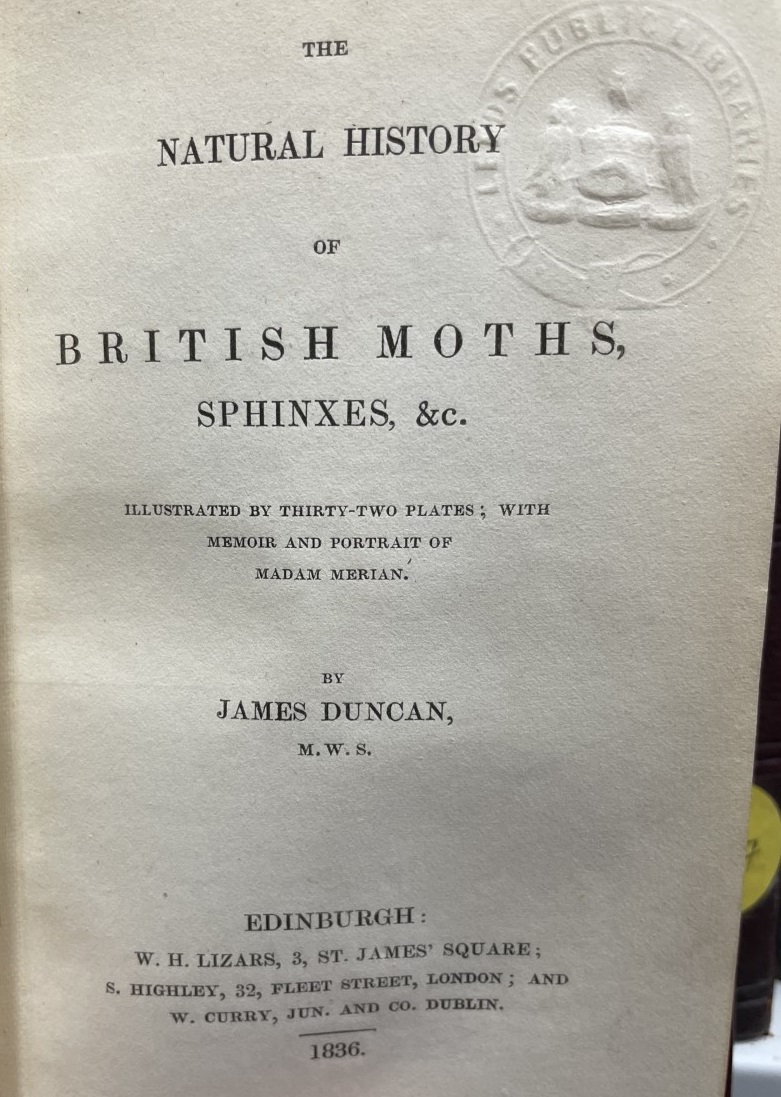 THE
LEEDS PUBLIC LIBRARIES
NATURAL HISTORY
OF
BRITISH MOTHS,
SPHINXES, &c.
ILLUSTRATED BY THIRTY-TWO PLATES; WITH
MEMOIR AND PORTRAIT OF
MADAM MERIAN.
BY
JAMES DUNCAN,
M.W.S.
EDINBURGH:
W. H. LIZARS, 3, ST. JAMES' SQUARE;
S. HIGHLEY, 32, FLEET STREET, LONDON; AND
W. CURRY, JUN. AND CO. DUBLIN.
1836.